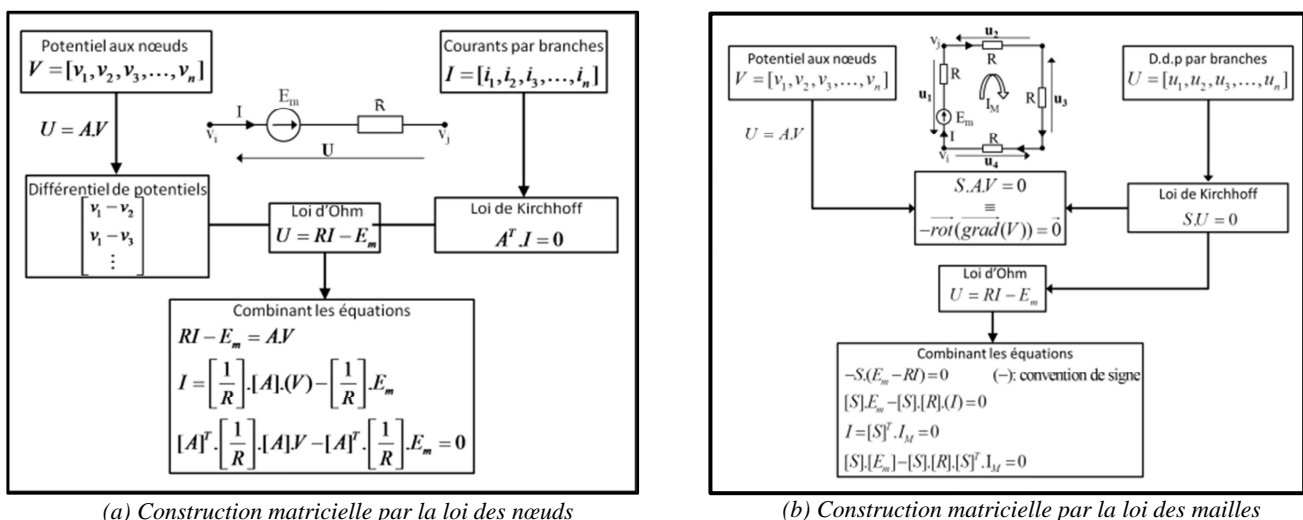 Potentiel aux nœuds
V = [v₁, v₂, v₃, ..., vₙ]
Courants par branches
I = [i₁, i₂, i₃, ..., iₙ]
U = A.V
Eₘ
R
I
vᵢ
vⱼ
U
Différentiel de potentiels
v₁ − v₂
v₁ − v₃
⋮
Loi d'Ohm
U = RI − Eₘ
Loi de Kirchhoff
Aᵀ.I = 0
Combinant les équations
RI − Eₘ = A.V
I = [1/R].[A].(V) − [1/R].Eₘ
[A]ᵀ.[1/R].[A].V − [A]ᵀ.[1/R].Eₘ = 0
(a) Construction matricielle par la loi des nœuds
Potentiel aux nœuds
V = [v₁, v₂, v₃, ..., vₙ]
u₂
vⱼ
R
R
u₁
I_M
R
u₃
Eₘ
I
R
vᵢ
u₄
D.d.p par branches
U = [u₁, u₂, u₃, ..., uₙ]
U = A.V
S.A.V = 0
≡
−rot(grad(V)) = 0
Loi de Kirchhoff
S.U = 0
Loi d'Ohm
U = RI − Eₘ
Combinant les équations
−S.(Eₘ − RI) = 0 (−): convention de signe
[S].Eₘ − [S].[R].(I) = 0
I = [S]ᵀ.I_M = 0
[S].[Eₘ] − [S].[R].[S]ᵀ.I_M = 0
(b) Construction matricielle par la loi des mailles